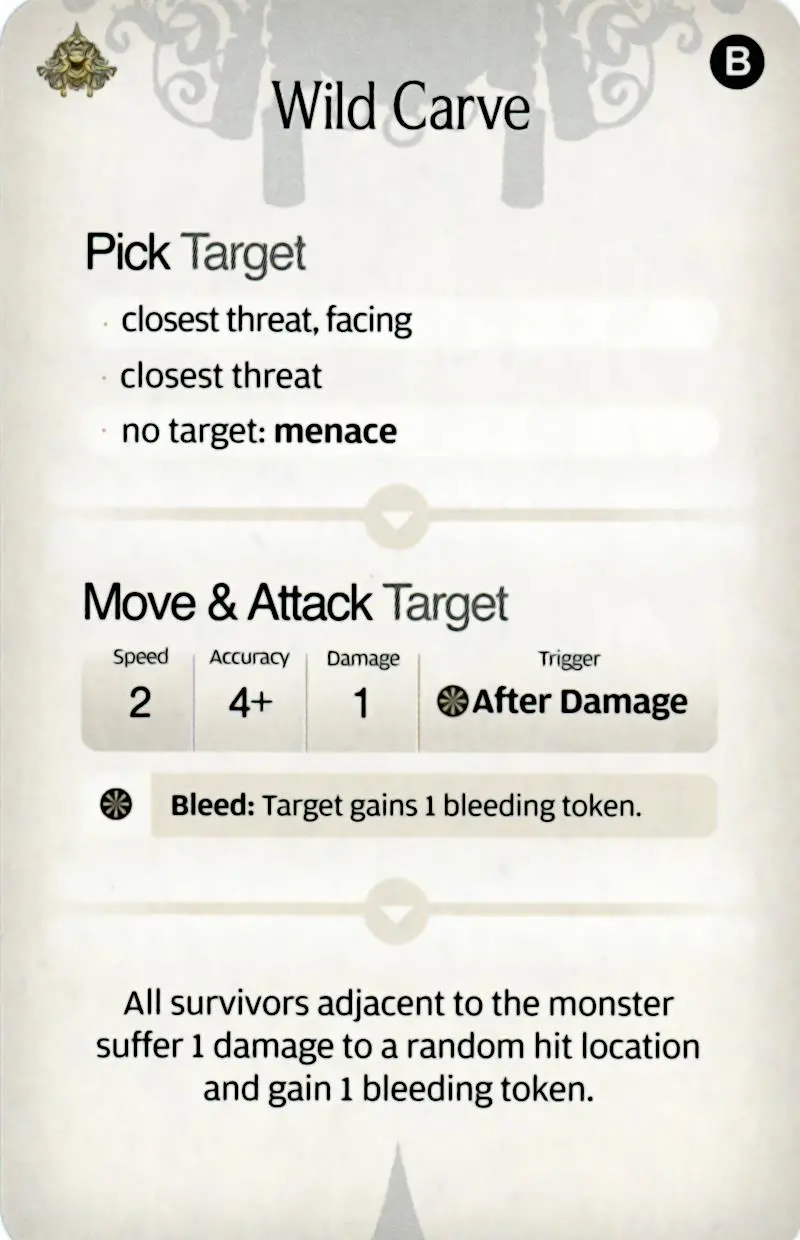 B
Wild Carve
Pick Target
· closest threat, facing
· closest threat
· no target: menace
Move & Attack Target
Speed Accuracy Damage Trigger
2 4+ 1 After Damage
Bleed: Target gains 1 bleeding token.
All survivors adjacent to the monster
suffer 1 damage to a random hit location
and gain 1 bleeding token.